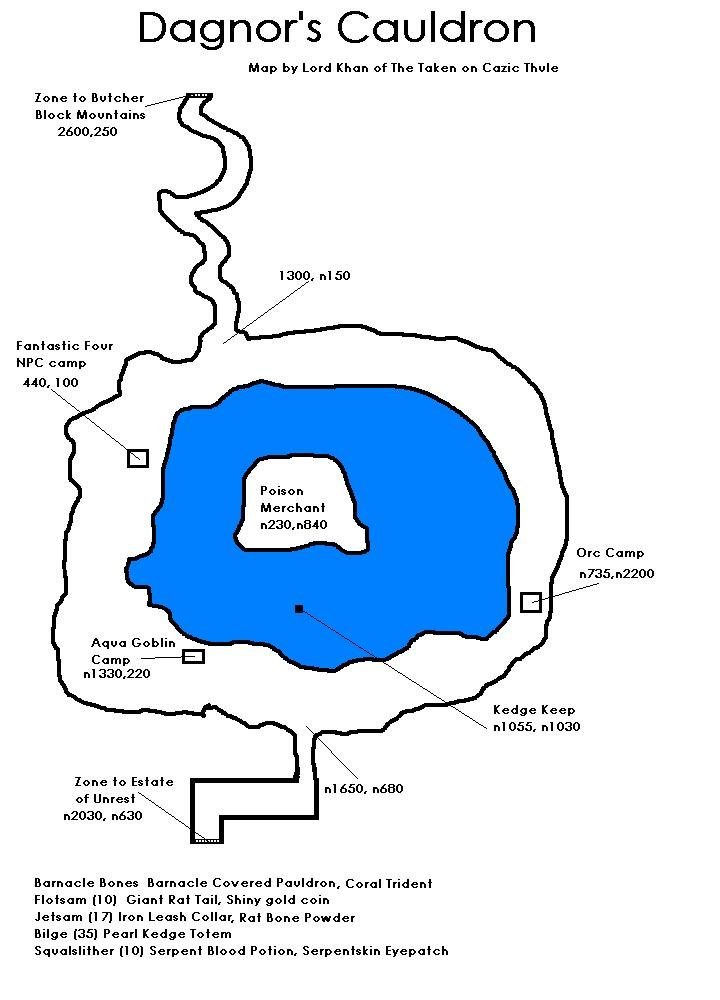 Dagnor's Cauldron
Map by Lord Khan of The Taken on Cazic Thule
Zone to Butcher
Block Mountains
2600,250
1300, n150
Fantastic Four
NPC camp
440, 100
Poison
Merchant
n230,n840
Orc Camp
n735,n2200
Aqua Goblin
Camp
n1330,220
Kedge Keep
n1055, n1030
Zone to Estate
of Unrest
n2030, n630
n1650, n680
Barnacle Bones  Barnacle Covered Pauldron, Coral Trident
Flotsam (10)  Giant Rat Tail, Shiny gold coin
Jetsam (17) Iron Leash Collar, Rat Bone Powder
Bilge (35) Pearl Kedge Totem
Squalslither (10) Serpent Blood Potion, Serpentskin Eyepatch